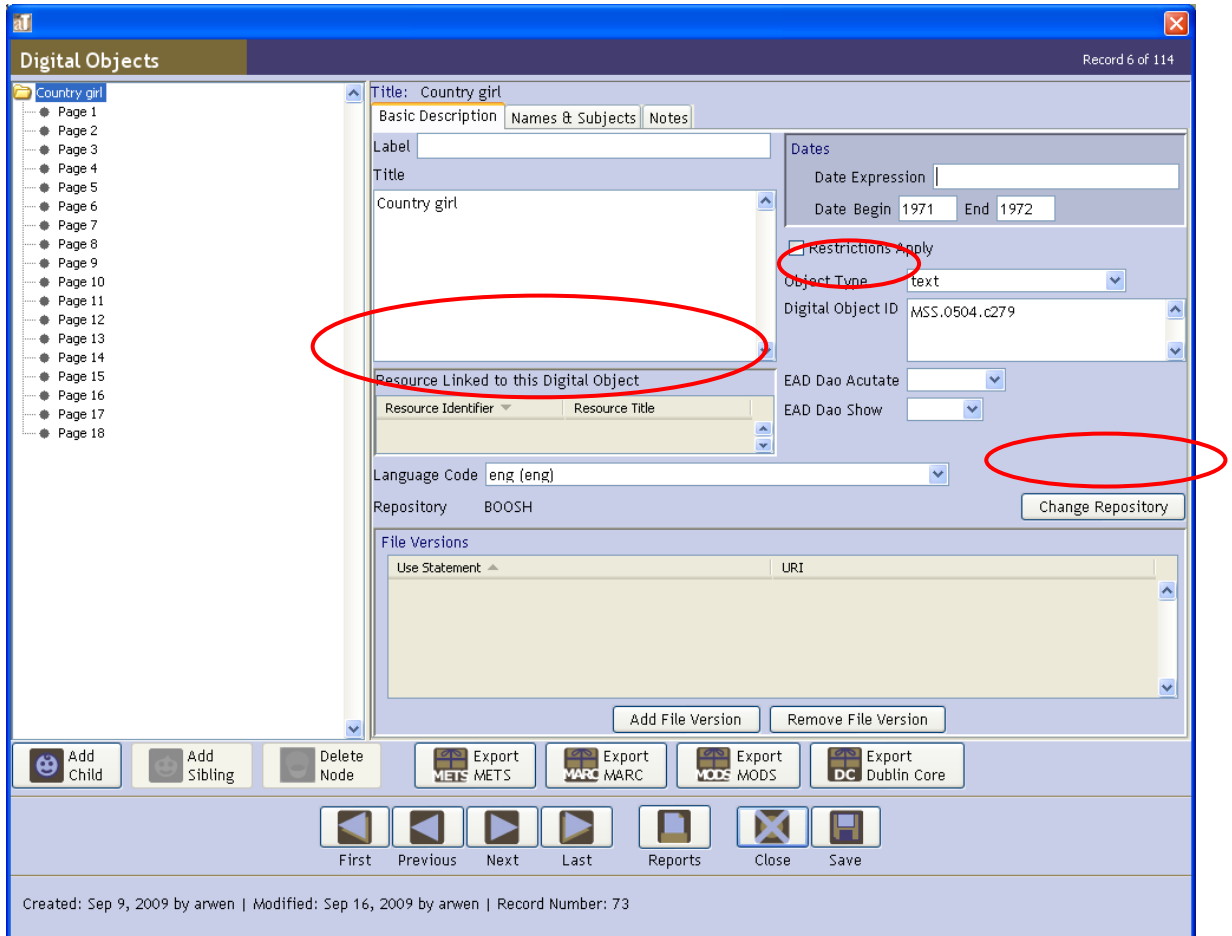 aT
Digital Objects
Record 6 of 114
Country girl
Page 1
Page 2
Page 3
Page 4
Page 5
Page 6
Page 7
Page 8
Page 9
Page 10
Page 11
Page 12
Page 13
Page 14
Page 15
Page 16
Page 17
Page 18
Title: Country girl
Basic Description Names & Subjects Notes
Label
Title
Country girl
Dates
Date Expression
Date Begin 1971 End 1972
Restrictions Apply
Object Type text
Digital Object ID MSS.0504.c279
EAD Dao Acutate
EAD Dao Show
Resource Linked to this Digital Object
Resource Identifier Resource Title
Language Code eng (eng)
Repository BOOSH
Change Repository
File Versions
Use Statement URI
Add File Version Remove File Version
Add Child
Add Sibling
Delete Node
METS Export METS
MARC Export MARC
MODS Export MODS
DC Export Dublin Core
First Previous Next Last Reports Close Save
Created: Sep 9, 2009 by arwen | Modified: Sep 16, 2009 by arwen | Record Number: 73